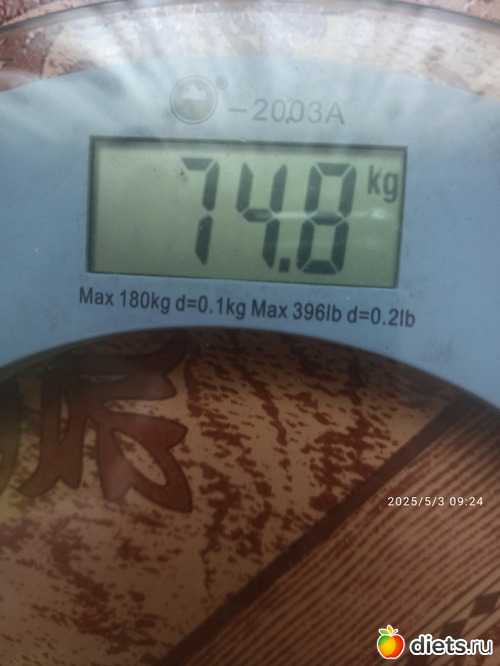 -2003A
74.8 kg
Max 180kg d=0.1kg Max 396lb d=0.2lb
2025/5/3 09:24
diets.ru